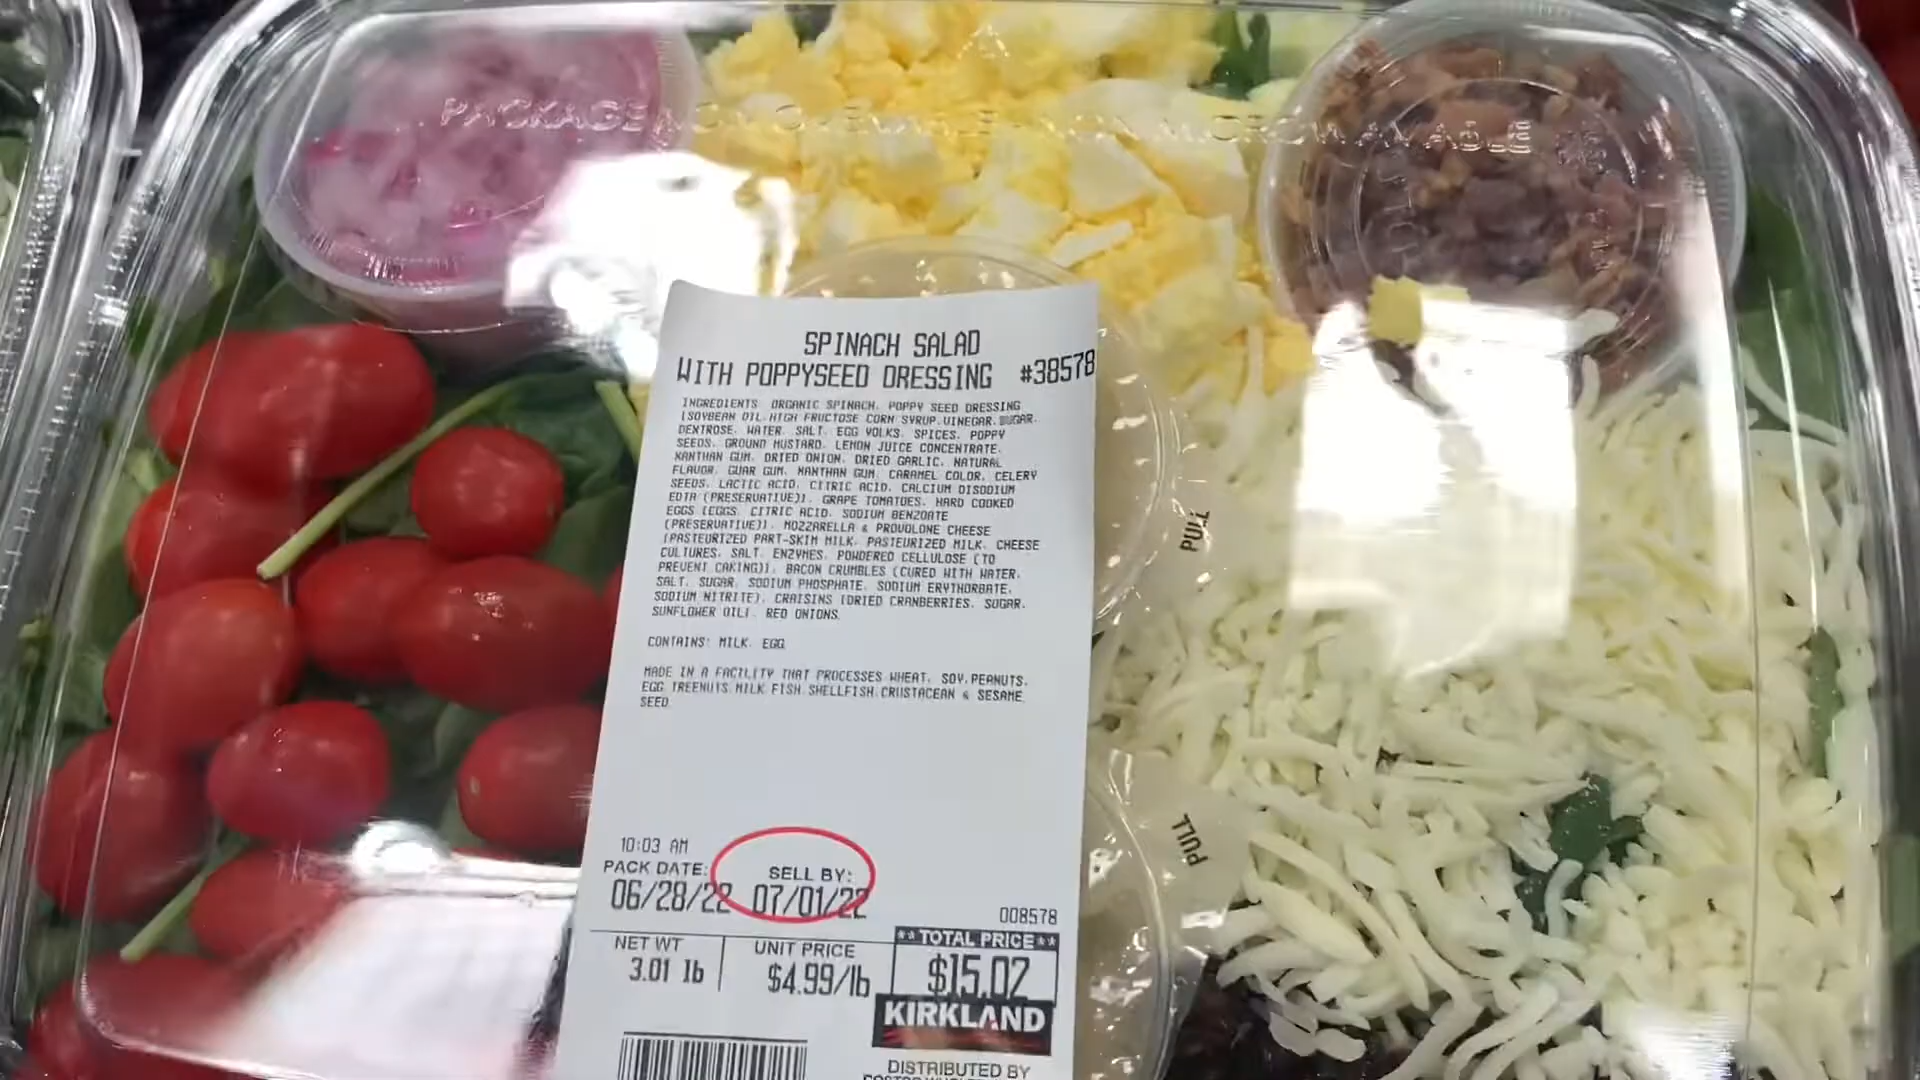 PACKAGE NOT MICROWAVABLE
SPINACH SALAD
WITH POPPYSEED DRESSING #38578
INGREDIENTS: ORGANIC SPINACH, POPPY SEED DRESSING
(SOYBEAN OIL, HIGH FRUCTOSE CORN SYRUP, VINEGAR, SUGAR,
DEXTROSE, WATER, SALT, EGG YOLKS, SPICES, POPPY
SEEDS, GROUND MUSTARD, LEMON JUICE CONCENTRATE,
XANTHAN GUM, DRIED ONION, DRIED GARLIC, NATURAL
FLAVOR, GUAR GUM, XANTHAN GUM, CARAMEL COLOR, CELERY
SEEDS, LACTIC ACID, CITRIC ACID, CALCIUM DISODIUM
EDTA (PRESERVATIVE)), GRAPE TOMATOES, HARD COOKED
EGGS (EGGS, CITRIC ACID, SODIUM BENZOATE
(PRESERVATIVE)), MOZZARELLA & PROVOLONE CHEESE
(PASTEURIZED PART-SKIM MILK, PASTEURIZED MILK, CHEESE
CULTURES, SALT, ENZYMES, POWDERED CELLULOSE (TO
PREVENT CAKING)), BACON CRUMBLES (CURED WITH WATER,
SALT, SUGAR, SODIUM PHOSPHATE, SODIUM ERYTHORBATE,
SODIUM NITRITE), CRAISINS (DRIED CRANBERRIES, SUGAR,
SUNFLOWER OIL), RED ONIONS.
CONTAINS: MILK, EGG
MADE IN A FACILITY THAT PROCESSES WHEAT, SOY, PEANUTS,
EGG, TREENUTS, MILK, FISH, SHELLFISH, CRUSTACEAN & SESAME
SEED.
PULL
PULL
10:03 AM
PACK DATE: SELL BY:
06/28/22 07/01/22
008578
NET WT UNIT PRICE **TOTAL PRICE**
3.01 lb $4.99/lb $15.02
KIRKLAND
DISTRIBUTED BY